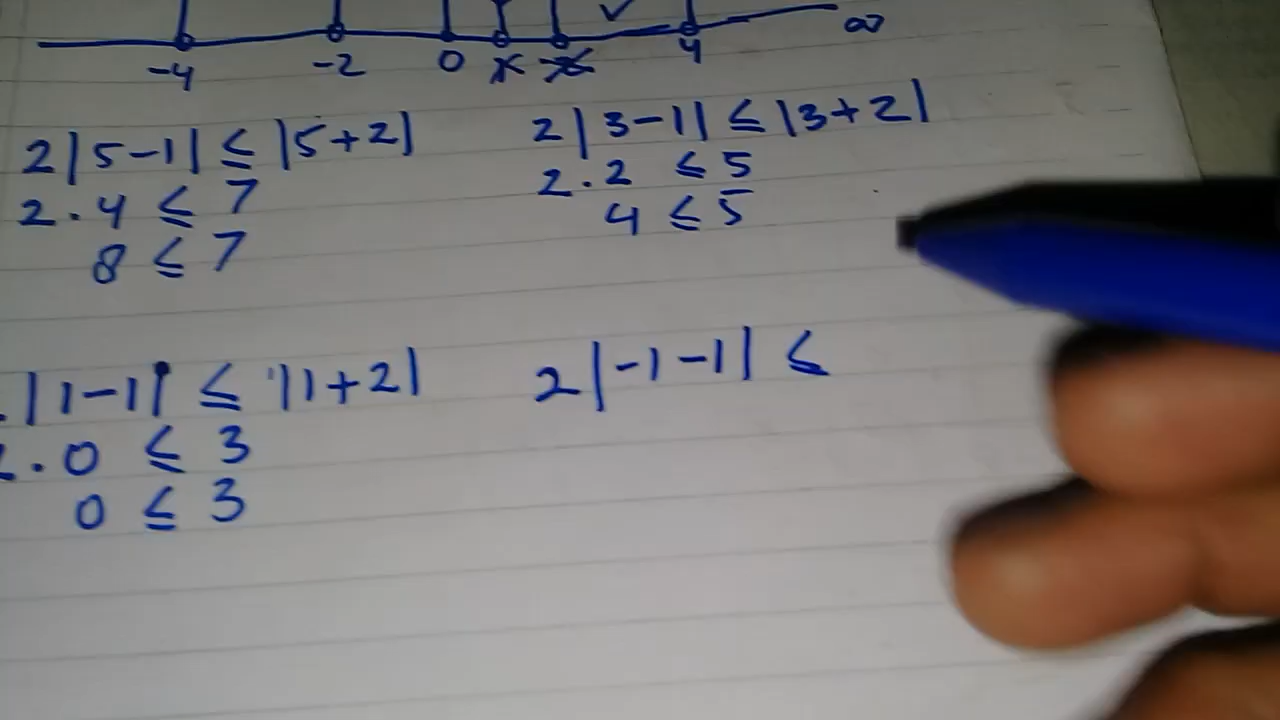 -4 -2 0 4 ∞
2|5-1| ≤ |5+2|
2.4 ≤ 7
8 ≤ 7
2|3-1| ≤ |3+2|
2.2 ≤ 5
4 ≤ 5
|1-1| ≤ |1+2|
.0 ≤ 3
0 ≤ 3
2|-1-1| ≤